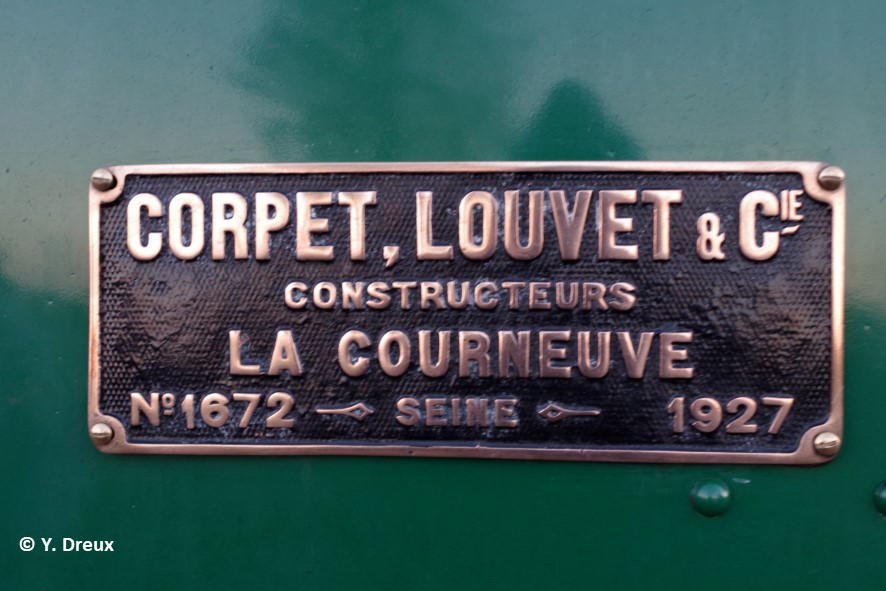 CORPET, LOUVET & CIE
CONSTRUCTEURS
LA COURNEUVE
Nº 1672 SEINE 1927
© Y. Dreux